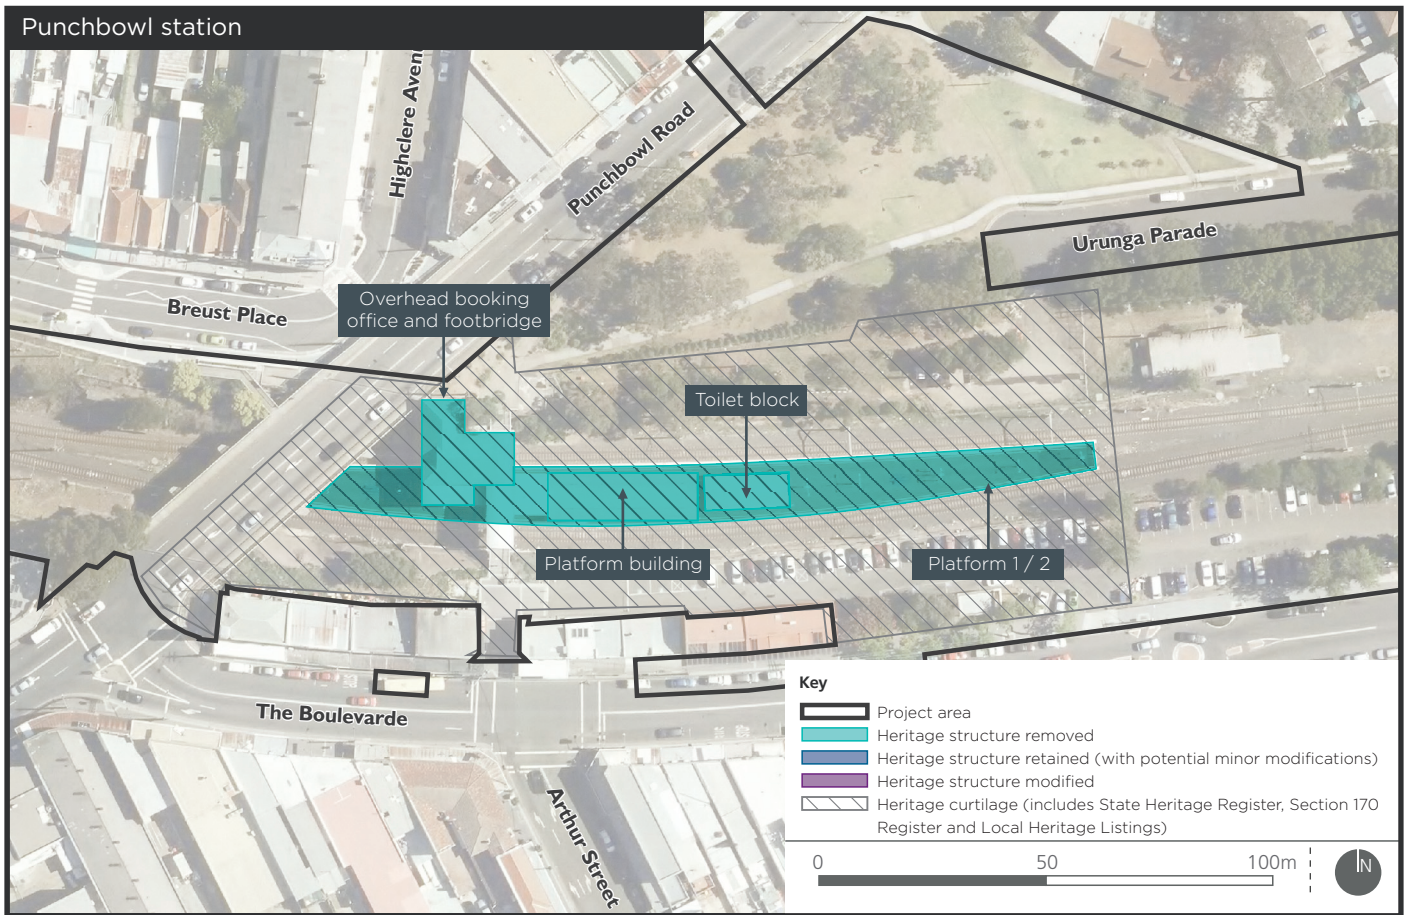 Punchbowl station
Highclere Aven
Punchbowl Road
Urunga Parade
Breust Place
Overhead booking
office and footbridge
Toilet block
Platform building
Platform 1 / 2
The Boulevarde
Arthur Street
Key
Project area
Heritage structure removed
Heritage structure retained (with potential minor modifications)
Heritage structure modified
Heritage curtilage (includes State Heritage Register, Section 170
Register and Local Heritage Listings)
0 50 100m
N